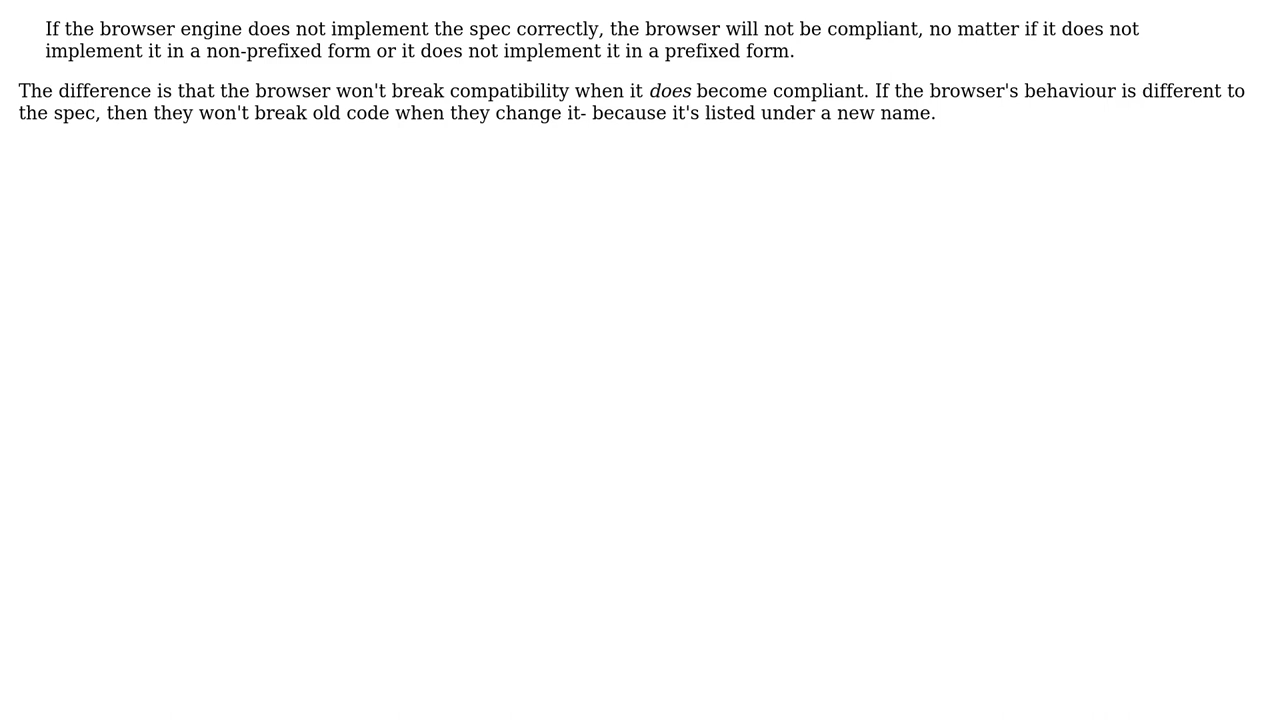 If the browser engine does not implement the spec correctly, the browser will not be compliant, no matter if it does not
implement it in a non-prefixed form or it does not implement it in a prefixed form.
The difference is that the browser won't break compatibility when it does become compliant. If the browser's behaviour is different to
the spec, then they won't break old code when they change it- because it's listed under a new name.